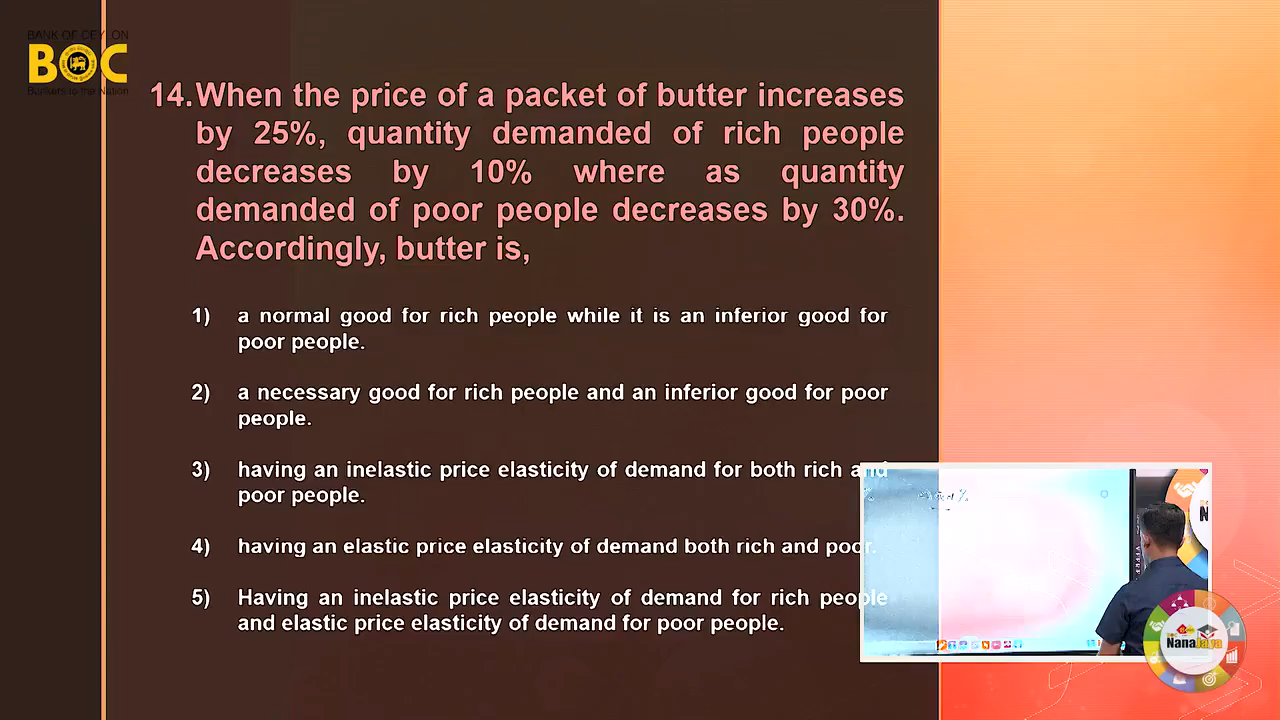 BANK OF CEYLON
BOC
Bankers to the Nation
14. When the price of a packet of butter increases
by 25%, quantity demanded of rich people
decreases by 10% where as quantity
demanded of poor people decreases by 30%.
Accordingly, butter is,
1) a normal good for rich people while it is an inferior good for
poor people.
2) a necessary good for rich people and an inferior good for poor
people.
3) having an inelastic price elasticity of demand for both rich and
poor people.
4) having an elastic price elasticity of demand both rich and poor.
5) Having an inelastic price elasticity of demand for rich people
and elastic price elasticity of demand for poor people.
NanaJaya